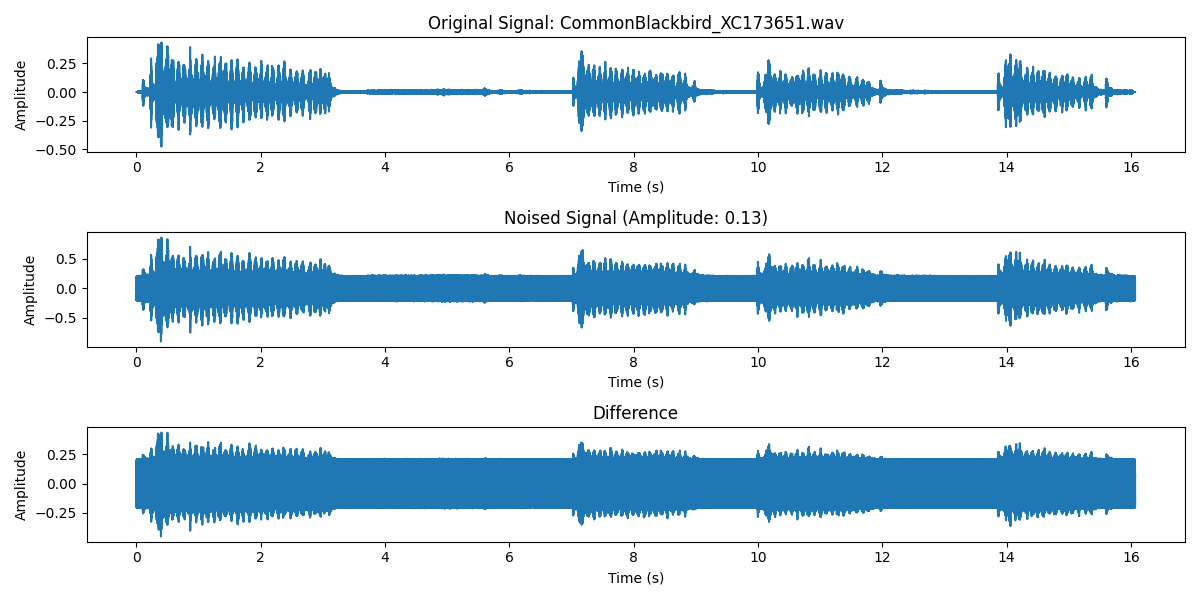 Original Signal: CommonBlackbird_XC173651.wav
Amplitude
0.25
0.00
−0.25
−0.50
0 2 4 6 8 10 12 14 16
Time (s)
Noised Signal (Amplitude: 0.13)
Amplitude
0.5
0.0
−0.5
0 2 4 6 8 10 12 14 16
Time (s)
Difference
Amplitude
0.25
0.00
−0.25
0 2 4 6 8 10 12 14 16
Time (s)